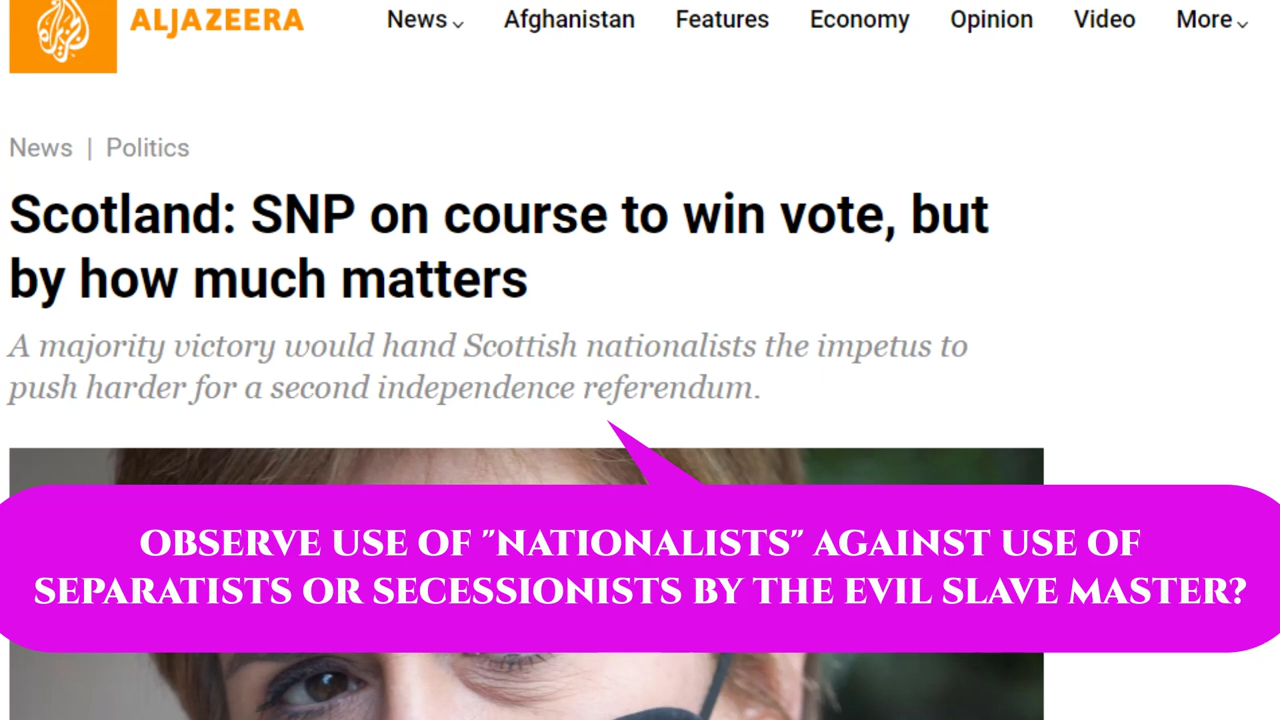 ALJAZEERA News Afghanistan Features Economy Opinion Video More
News | Politics
Scotland: SNP on course to win vote, but
by how much matters
A majority victory would hand Scottish nationalists the impetus to
push harder for a second independence referendum.
OBSERVE USE OF "NATIONALISTS" AGAINST USE OF
SEPARATISTS OR SECESSIONISTS BY THE EVIL SLAVE MASTER?